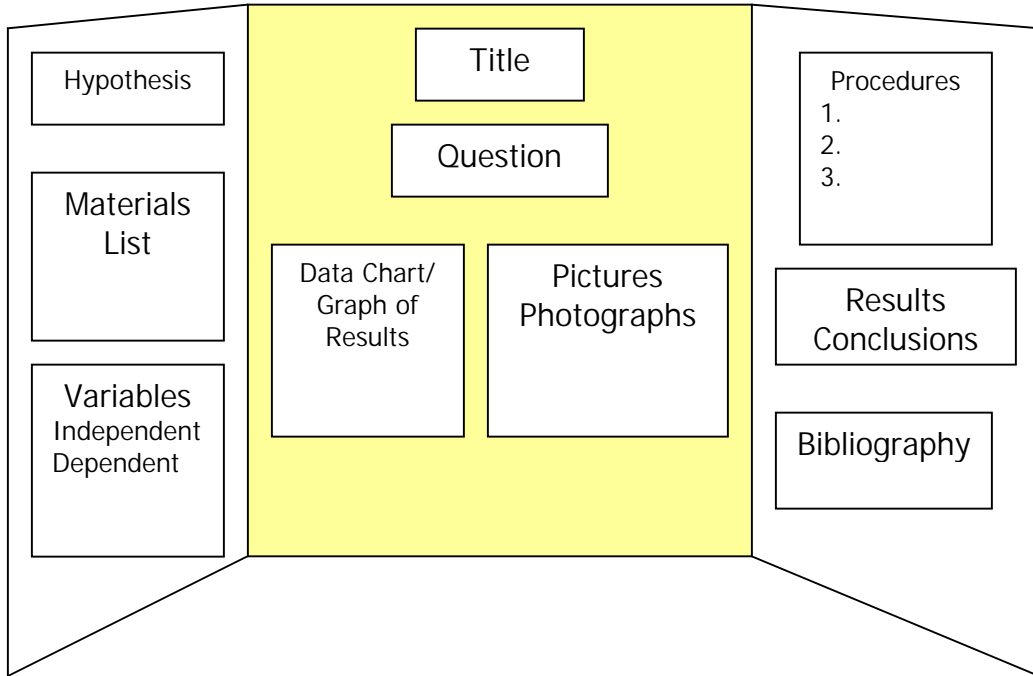 Hypothesis
Materials
List
Variables
Independent
Dependent
Title
Question
Data Chart/
Graph of
Results
Pictures
Photographs
Procedures
1.
2.
3.
Results
Conclusions
Bibliography